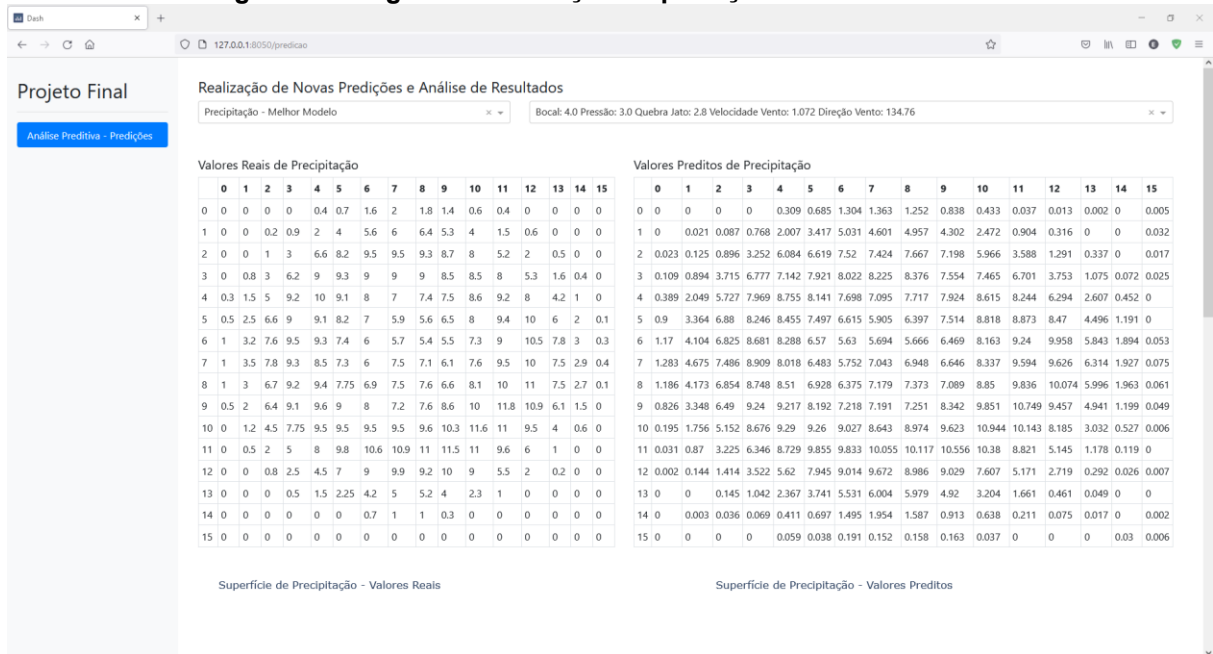 Dash
127.0.0.1:8050/predicao
Projeto Final
Análise Preditiva - Predições
Realização de Novas Predições e Análise de Resultados
Precipitação - Melhor Modelo
Bocal: 4.0 Pressão: 3.0 Quebra Jato: 2.8 Velocidade Vento: 1.072 Direção Vento: 134.76
Valores Reais de Precipitação
0 1 2 3 4 5 6 7 8 9 10 11 12 13 14 15
0 0 0 0 0 0.4 0.7 1.6 2 1.8 1.4 0.6 0.4 0 0 0 0
1 0 0 0.2 0.9 2 4 5.6 6 6.4 5.3 4 1.5 0.6 0 0 0
2 0 0 1 3 6.6 8.2 9.5 9.5 9.3 8.7 8 5.2 2 0.5 0 0
3 0 0.8 3 6.2 9 9.3 9 9 9 8.5 8.5 8 5.3 1.6 0.4 0
4 0.3 1.5 5 9.2 10 9.1 8 7 7.4 7.5 8.6 9.2 8 4.2 1 0
5 0.5 2.5 6.6 9 9.1 8.2 7 5.9 5.6 6.5 8 9.4 10 6 2 0.1
6 1 3.2 7.6 9.5 9.3 7.4 6 5.7 5.4 5.5 7.3 9 10.5 7.8 3 0.3
7 1 3.5 7.8 9.3 8.5 7.3 6 7.5 7.1 6.1 7.6 9.5 10 7.5 2.9 0.4
8 1 3 6.7 9.2 9.4 7.75 6.9 7.5 7.6 6.6 8.1 10 11 7.5 2.7 0.1
9 0.5 2 6.4 9.1 9.6 9 8 7.2 7.6 8.6 10 11.8 10.9 6.1 1.5 0
10 0 1.2 4.5 7.75 9.5 9.5 9.5 9.5 9.6 10.3 11.6 11 9.5 4 0.6 0
11 0 0.5 2 5 8 9.8 10.6 10.9 11 11.5 11 9.6 6 1 0 0
12 0 0 0.8 2.5 4.5 7 9 9.9 9.2 10 9 5.5 2 0.2 0 0
13 0 0 0 0.5 1.5 2.25 4.2 5 5.2 4 2.3 1 0 0 0 0
14 0 0 0 0 0 0 0.7 1 1 0.3 0 0 0 0 0 0
15 0 0 0 0 0 0 0 0 0 0 0 0 0 0 0 0
Valores Preditos de Precipitação
0 1 2 3 4 5 6 7 8 9 10 11 12 13 14 15
0 0 0 0 0 0.309 0.685 1.304 1.363 1.252 0.838 0.433 0.037 0.013 0.002 0 0.005
1 0 0.021 0.087 0.768 2.007 3.417 5.031 4.601 4.957 4.302 2.472 0.904 0.316 0 0 0.032
2 0.023 0.125 0.896 3.252 6.084 6.619 7.52 7.424 7.667 7.198 5.966 3.588 1.291 0.337 0 0.017
3 0.109 0.894 3.715 6.777 7.142 7.921 8.022 8.225 8.376 7.554 7.465 6.701 3.753 1.075 0.072 0.025
4 0.389 2.049 5.727 7.969 8.755 8.141 7.698 7.095 7.717 7.924 8.615 8.244 6.294 2.607 0.452 0
5 0.9 3.364 6.88 8.246 8.455 7.497 6.615 5.905 6.397 7.514 8.818 8.873 8.47 4.496 1.191 0
6 1.17 4.104 6.825 8.681 8.288 6.57 5.63 5.694 5.666 6.469 8.163 9.24 9.958 5.843 1.894 0.053
7 1.283 4.675 7.486 8.909 8.018 6.483 5.752 7.043 6.948 6.646 8.337 9.594 9.626 6.314 1.927 0.075
8 1.186 4.173 6.854 8.748 8.51 6.928 6.375 7.179 7.373 7.089 8.85 9.836 10.074 5.996 1.963 0.061
9 0.826 3.348 6.49 9.24 9.217 8.192 7.218 7.191 7.251 8.342 9.851 10.749 9.457 4.941 1.199 0.049
10 0.195 1.756 5.152 8.676 9.29 9.26 9.027 8.643 8.974 9.623 10.944 10.143 8.185 3.032 0.527 0.006
11 0.031 0.87 3.225 6.346 8.729 9.855 9.833 10.055 10.117 10.556 10.38 8.821 5.145 1.178 0.119 0
12 0.002 0.144 1.414 3.522 5.62 7.945 9.014 9.672 8.986 9.029 7.607 5.171 2.719 0.292 0.026 0.007
13 0 0 0.145 1.042 2.367 3.741 5.531 6.004 5.979 4.92 3.204 1.661 0.461 0.049 0 0
14 0 0.003 0.036 0.069 0.411 0.697 1.495 1.954 1.587 0.913 0.638 0.211 0.075 0.017 0 0.002
15 0 0 0 0 0.059 0.038 0.191 0.152 0.158 0.163 0.037 0 0 0 0.03 0.006
Superfície de Precipitação - Valores Reais
Superfície de Precipitação - Valores Preditos